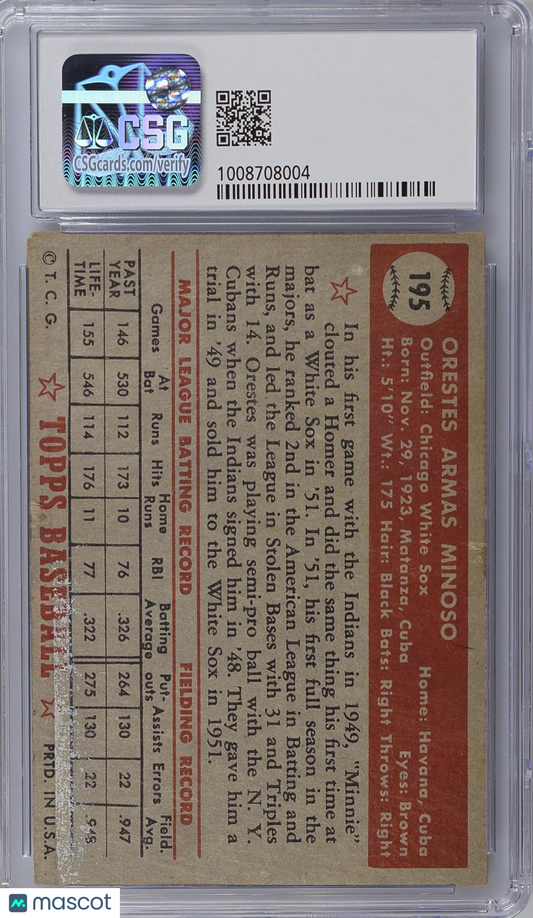 CSG
CSGcards.com/verify
1008708004
195
ORESTES ARMAS MINOSO
Outfield: Chicago White Sox Home: Havana, Cuba
Born: Nov. 29, 1923, Matanza, Cuba Eyes: Brown
Ht.: 5'10" Wt.: 175 Hair: Black Bats: Right Throws: Right
In his first game with the Indians in 1949, "Minnie"
clouted a Homer and did the same thing his first time at
bat as a White Sox in '51. In '51, his first full season in the
majors, he ranked 2nd in the American League in Batting and
Runs, and led the League in Stolen Bases with 31 and Triples
with 14. Orestes was playing semi-pro ball with the N. Y.
Cubans when the Indians signed him in '48. They gave him a
trial in '49 and sold him to the White Sox in 1951.
MAJOR LEAGUE BATTING RECORD FIELDING RECORD
Games At Bat Runs Hits Home Runs RBI Batting Average Put-outs Assists Errors Field. Avg.
PAST YEAR 146 530 112 173 10 76 .326 264 130 22 .947
LIFE-TIME 155 546 114 176 11 77 .322 275 130 22 .948
© T. C. G. TOPPS BASEBALL PRTD. IN U.S.A.
mascot